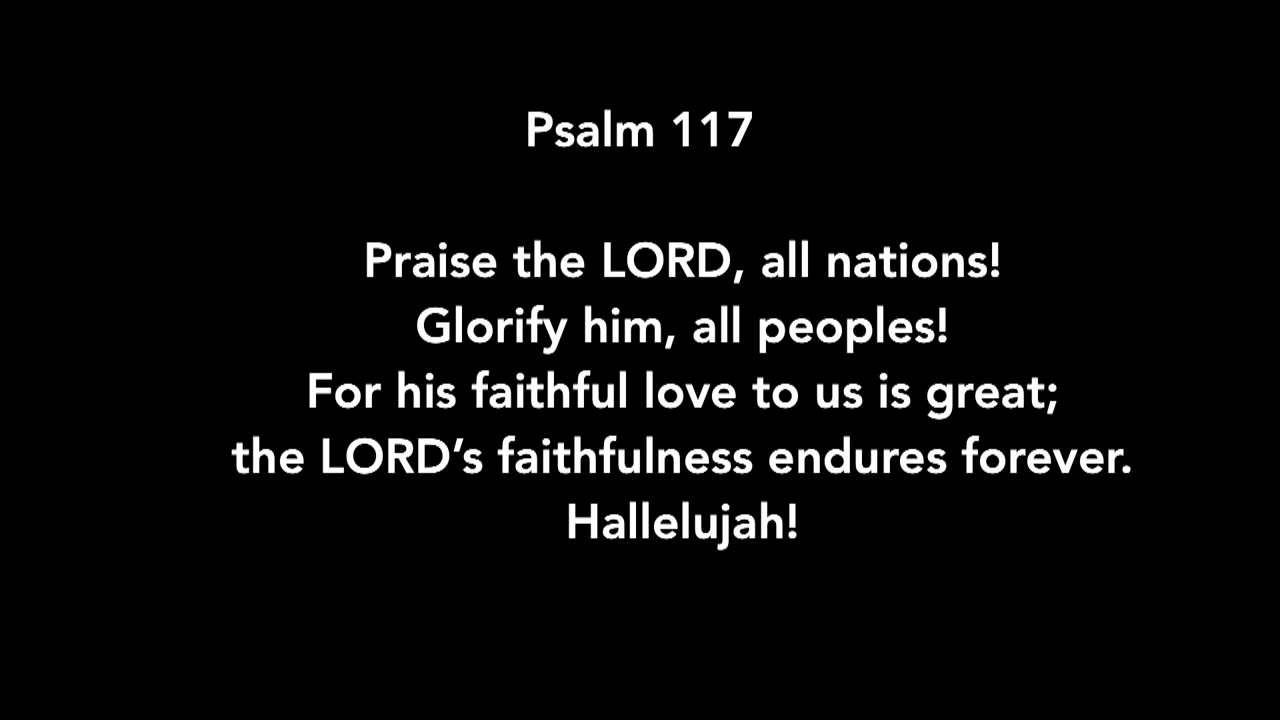 Psalm 117
Praise the LORD, all nations!
Glorify him, all peoples!
For his faithful love to us is great;
the LORD’s faithfulness endures forever.
Hallelujah!